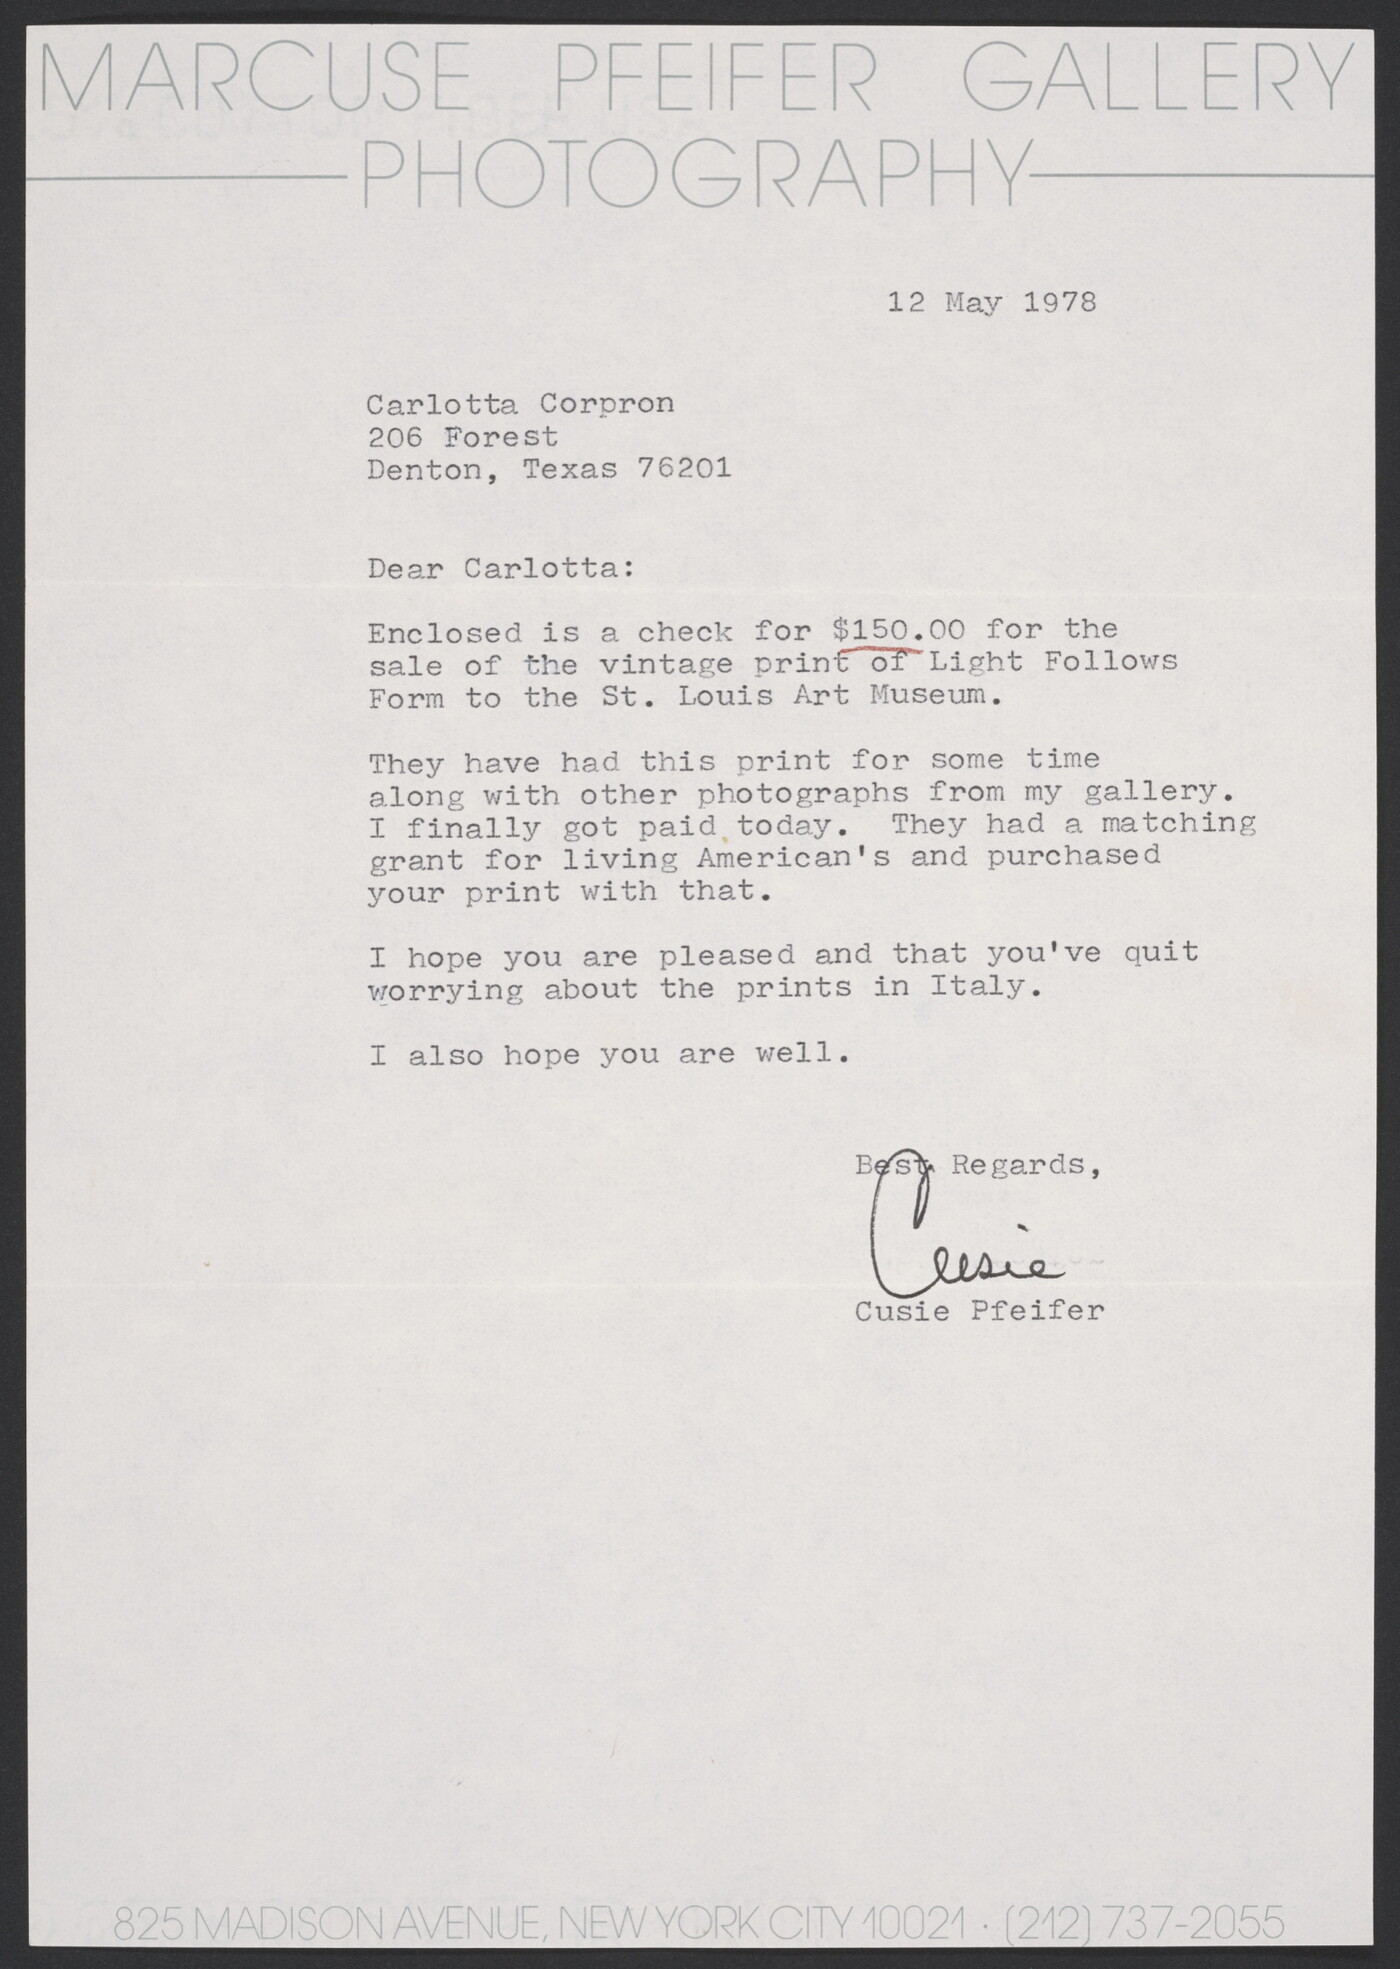 MARCUSE PFEIFER GALLERY
PHOTOGRAPHY
12 May 1978
Carlotta Corpron
206 Forest
Denton, Texas 76201
Dear Carlotta:
Enclosed is a check for $150.00 for the
sale of the vintage print of Light Follows
Form to the St. Louis Art Museum.
They have had this print for some time
along with other photographs from my gallery.
I finally got paid today.  They had a matching
grant for living American's and purchased
your print with that.
I hope you are pleased and that you've quit
worrying about the prints in Italy.
I also hope you are well.
Best Regards,
Cusie
Cusie Pfeifer
825 MADISON AVENUE, NEW YORK CITY 10021 · (212) 737-2055